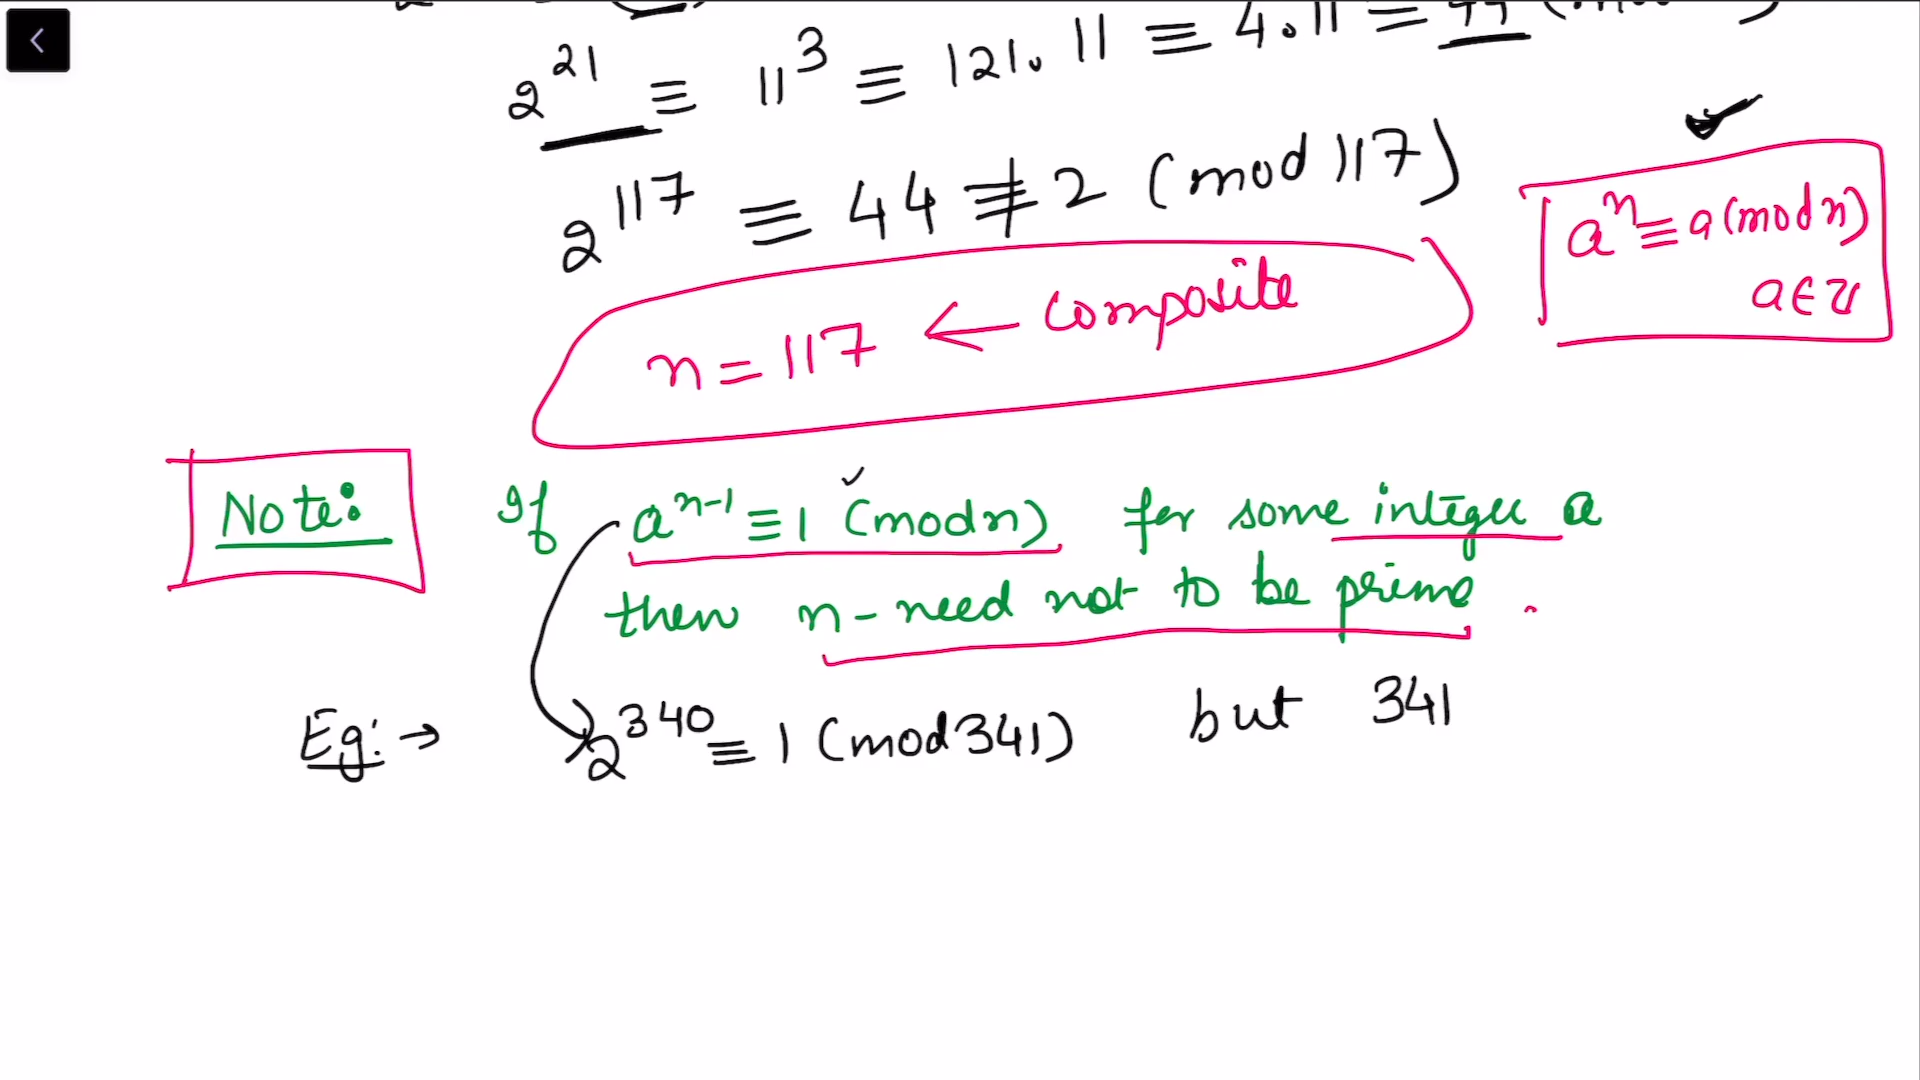 2^21 ≡ 11^3 ≡ 121.11 ≡ 4.11 ≡ 44
2^117 ≡ 44 ≢ 2 (mod 117)
a^n ≡ a (mod n)
a ∈ ℤ
n = 117 ← composite
Note: If a^n-1 ≡ 1 (mod n) for some integer a
then n - need not to be prime.
Eg: → 2^340 ≡ 1 (mod 341) but 341